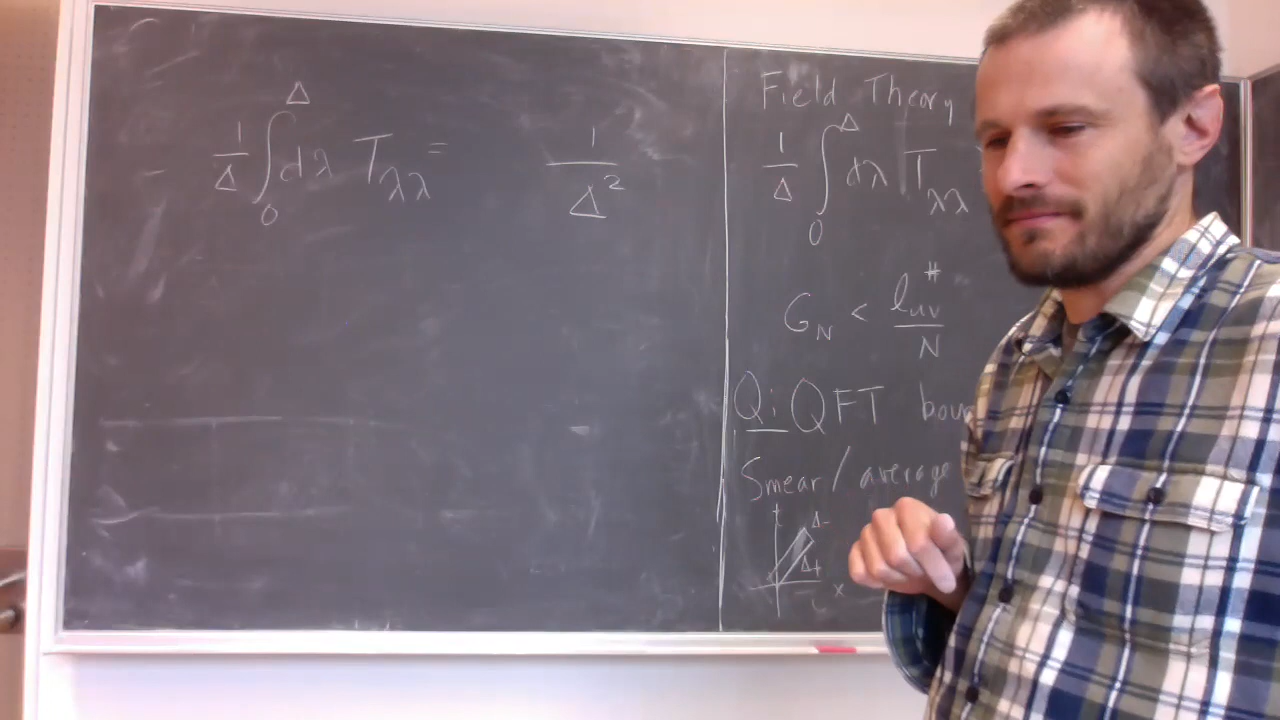 1/Δ ∫₀^Δ dλ T_λλ = 1/Δ²
Field Theory
1/Δ ∫₀^Δ dλ T_λλ
G_N < l_UV^# / N
Q: QFT
Smear/average
t Δ-
Δ+
x